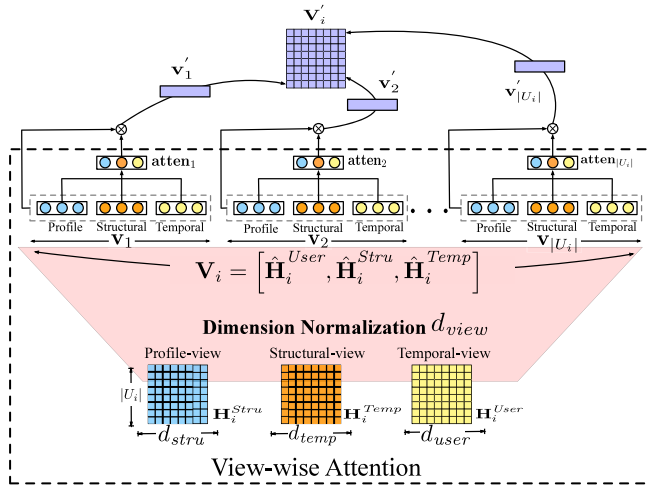 V'_i
v'_1
v'_2
v'_{|U_i|}
atten_1
atten_2
atten_{|U_i|}
Profile Structural Temporal
Profile Structural Temporal
Profile Structural Temporal
v_1
v_2
. . .
v_{|U_i|}
V_i = [Ĥ_i^{User}, Ĥ_i^{Stru}, Ĥ_i^{Temp}]
Dimension Normalization d_{view}
Profile-view
Structural-view
Temporal-view
|U_i|
H_i^{Stru}
H_i^{Temp}
H_i^{User}
d_{stru}
d_{temp}
d_{user}
View-wise Attention